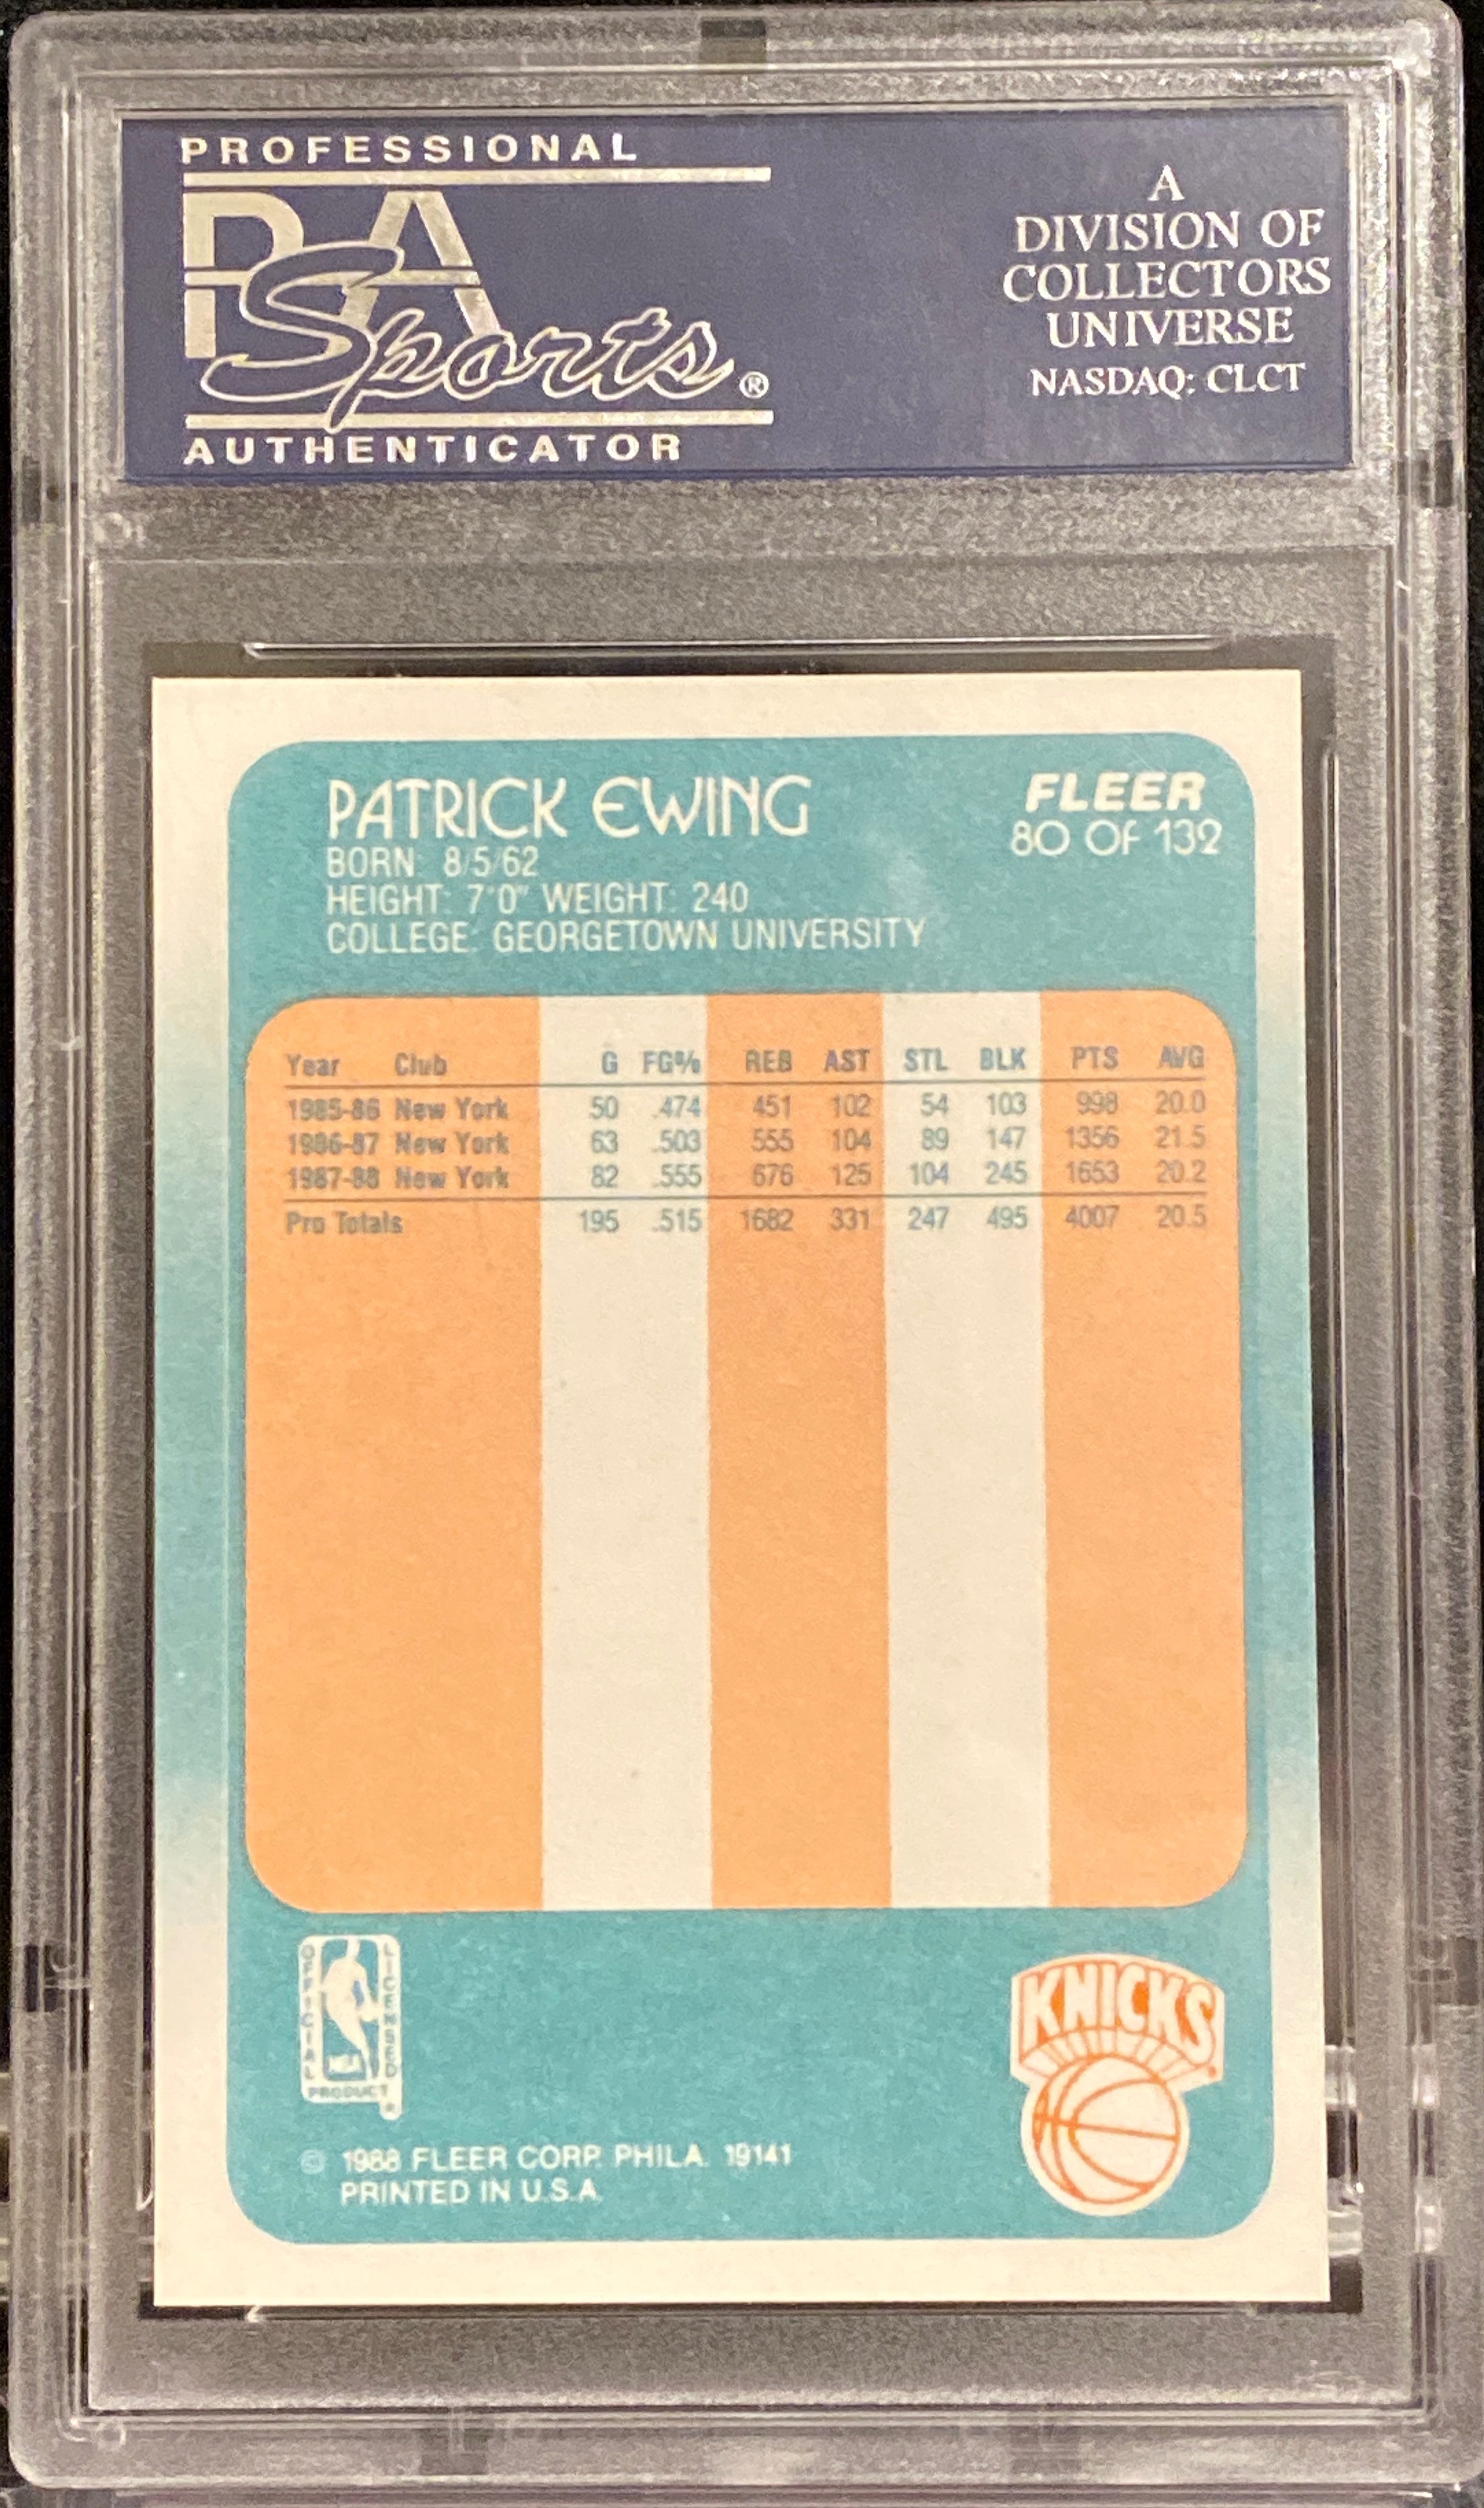 PROFESSIONAL
PSA
Sports®
AUTHENTICATOR
A
DIVISION OF
COLLECTORS
UNIVERSE
NASDAQ: CLCT
PATRICK EWING
FLEER
80 OF 132
BORN: 8/5/62
HEIGHT: 7'0" WEIGHT: 240
COLLEGE: GEORGETOWN UNIVERSITY
Year Club G FG% REB AST STL BLK PTS AVG
1985-86 New York 50 .474 451 102 54 103 998 20.0
1986-87 New York 63 .503 555 104 89 147 1356 21.5
1987-88 New York 82 .555 676 125 104 245 1653 20.2
Pro Totals 195 .515 1682 331 247 495 4007 20.5
OFFICIAL
LICENSED
NBA
PRODUCT
KNICKS
© 1988 FLEER CORP. PHILA. 19141
PRINTED IN U.S.A.